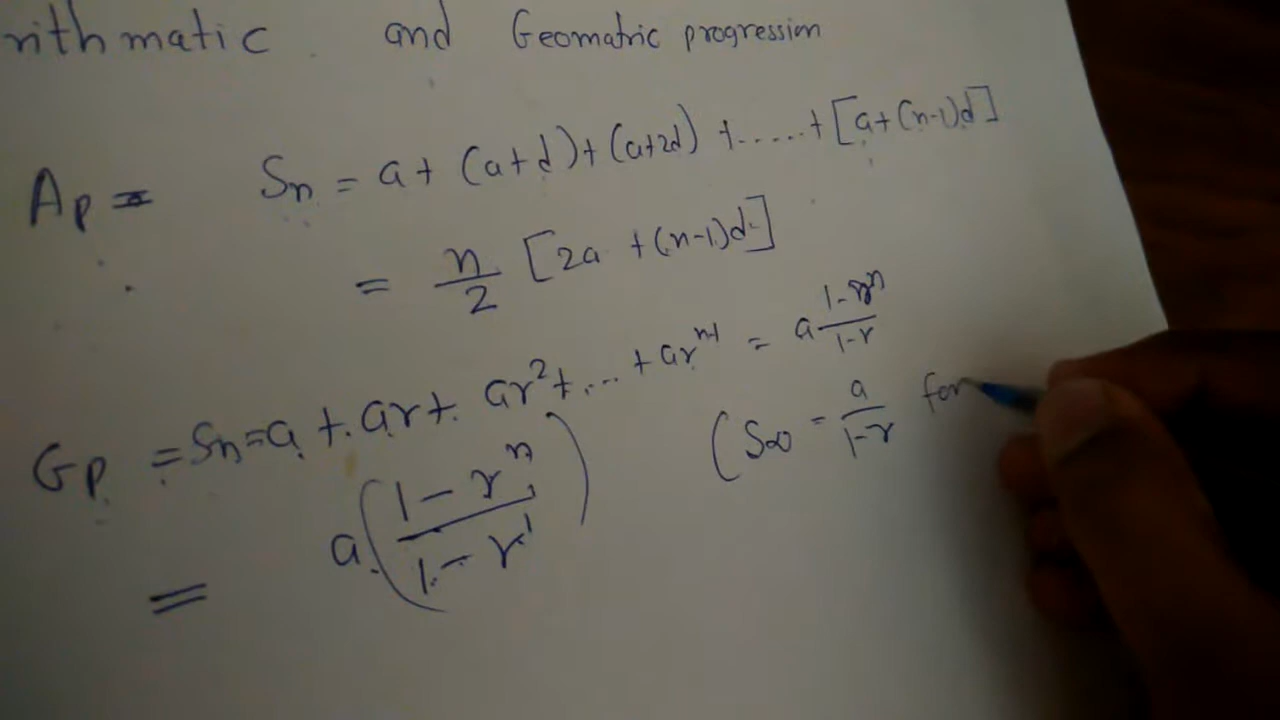 rithmatic and Geomatric progression
Ap = Sn = a + (a + d) + (a+2d) + ...... + [a + (n-1)d]
= n/2 [2a + (n-1)d]
Gp = Sn = a + ar + ar² + ... + arⁿ⁻¹ = a 1-rⁿ/1-r
(S∞ = a/1-r for
= a(1 - rⁿ/1 - r)